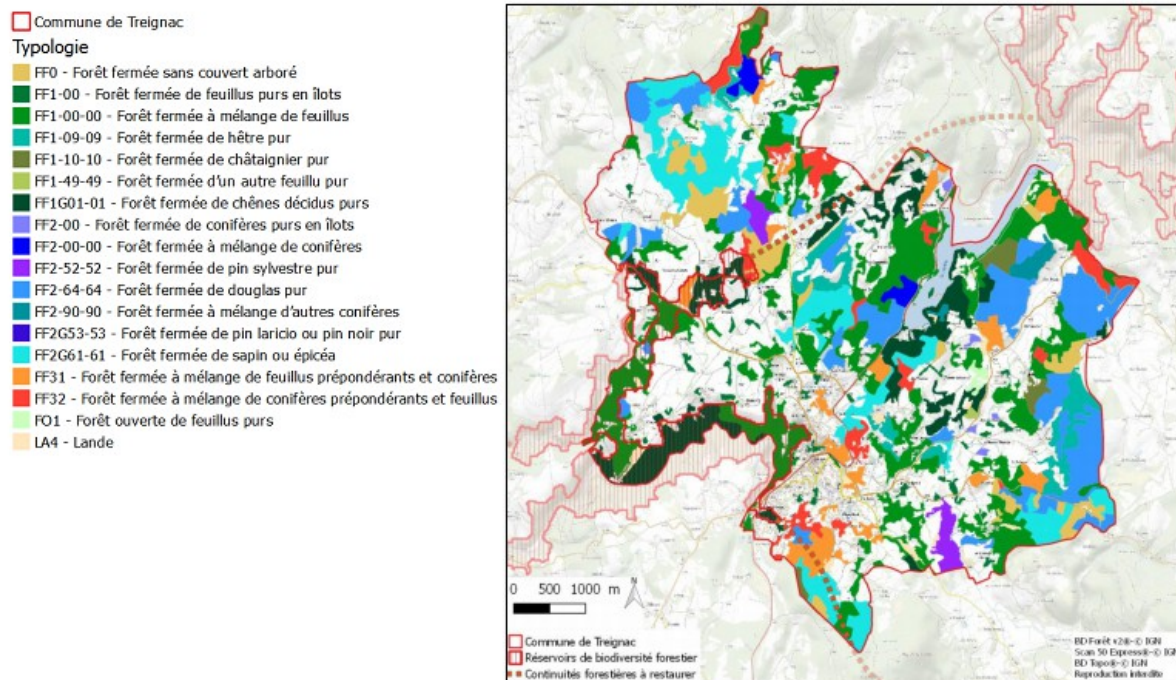 Commune de Treignac
Typologie
FF0 - Forêt fermée sans couvert arboré
FF1-00 - Forêt fermée de feuillus purs en îlots
FF1-00-00 - Forêt fermée à mélange de feuillus
FF1-09-09 - Forêt fermée de hêtre pur
FF1-10-10 - Forêt fermée de châtaignier pur
FF1-49-49 - Forêt fermée d'un autre feuillu pur
FF1G01-01 - Forêt fermée de chênes décidus purs
FF2-00 - Forêt fermée de conifères purs en îlots
FF2-00-00 - Forêt fermée à mélange de conifères
FF2-52-52 - Forêt fermée de pin sylvestre pur
FF2-64-64 - Forêt fermée de douglas pur
FF2-90-90 - Forêt fermée à mélange d'autres conifères
FF2G53-53 - Forêt fermée de pin laricio ou pin noir pur
FF2G61-61 - Forêt fermée de sapin ou épicéa
FF31 - Forêt fermée à mélange de feuillus prépondérants et conifères
FF32 - Forêt fermée à mélange de conifères prépondérants et feuillus
FO1 - Forêt ouverte de feuillus purs
LA4 - Lande
0 500 1000 m
N
Commune de Treignac
Réservoirs de biodiversité forestier
Continuités forestières à restaurer
BD Forêt v2®-© IGN
Scan 50 Express®-© IGN
BD Topo®-© IGN
Reproduction interdite